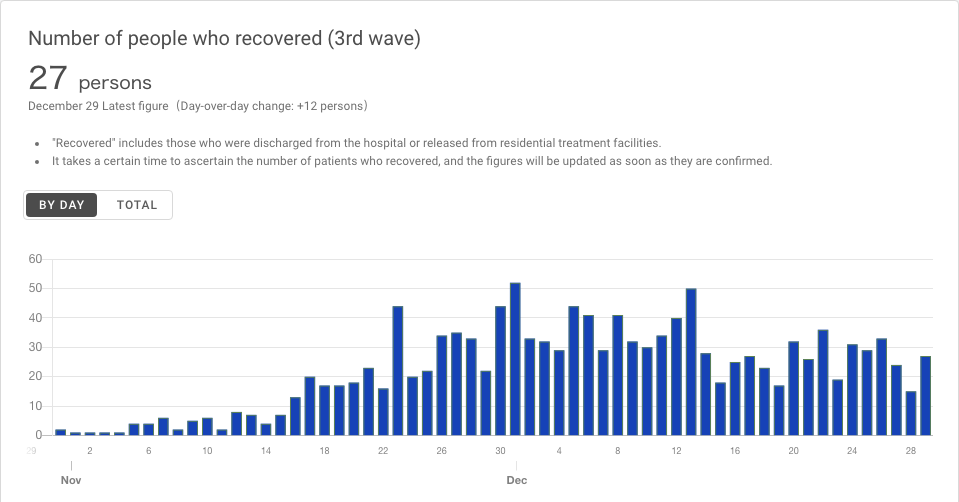 Number of people who recovered (3rd wave)
27 persons
December 29 Latest figure (Day-over-day change: +12 persons)
• "Recovered" includes those who were discharged from the hospital or released from residential treatment facilities.
• It takes a certain time to ascertain the number of patients who recovered, and the figures will be updated as soon as they are confirmed.
BY DAY TOTAL
60
50
40
30
20
10
0
29 2 6 10 14 18 22 26 30 4 8 12 16 20 24 28
Nov Dec